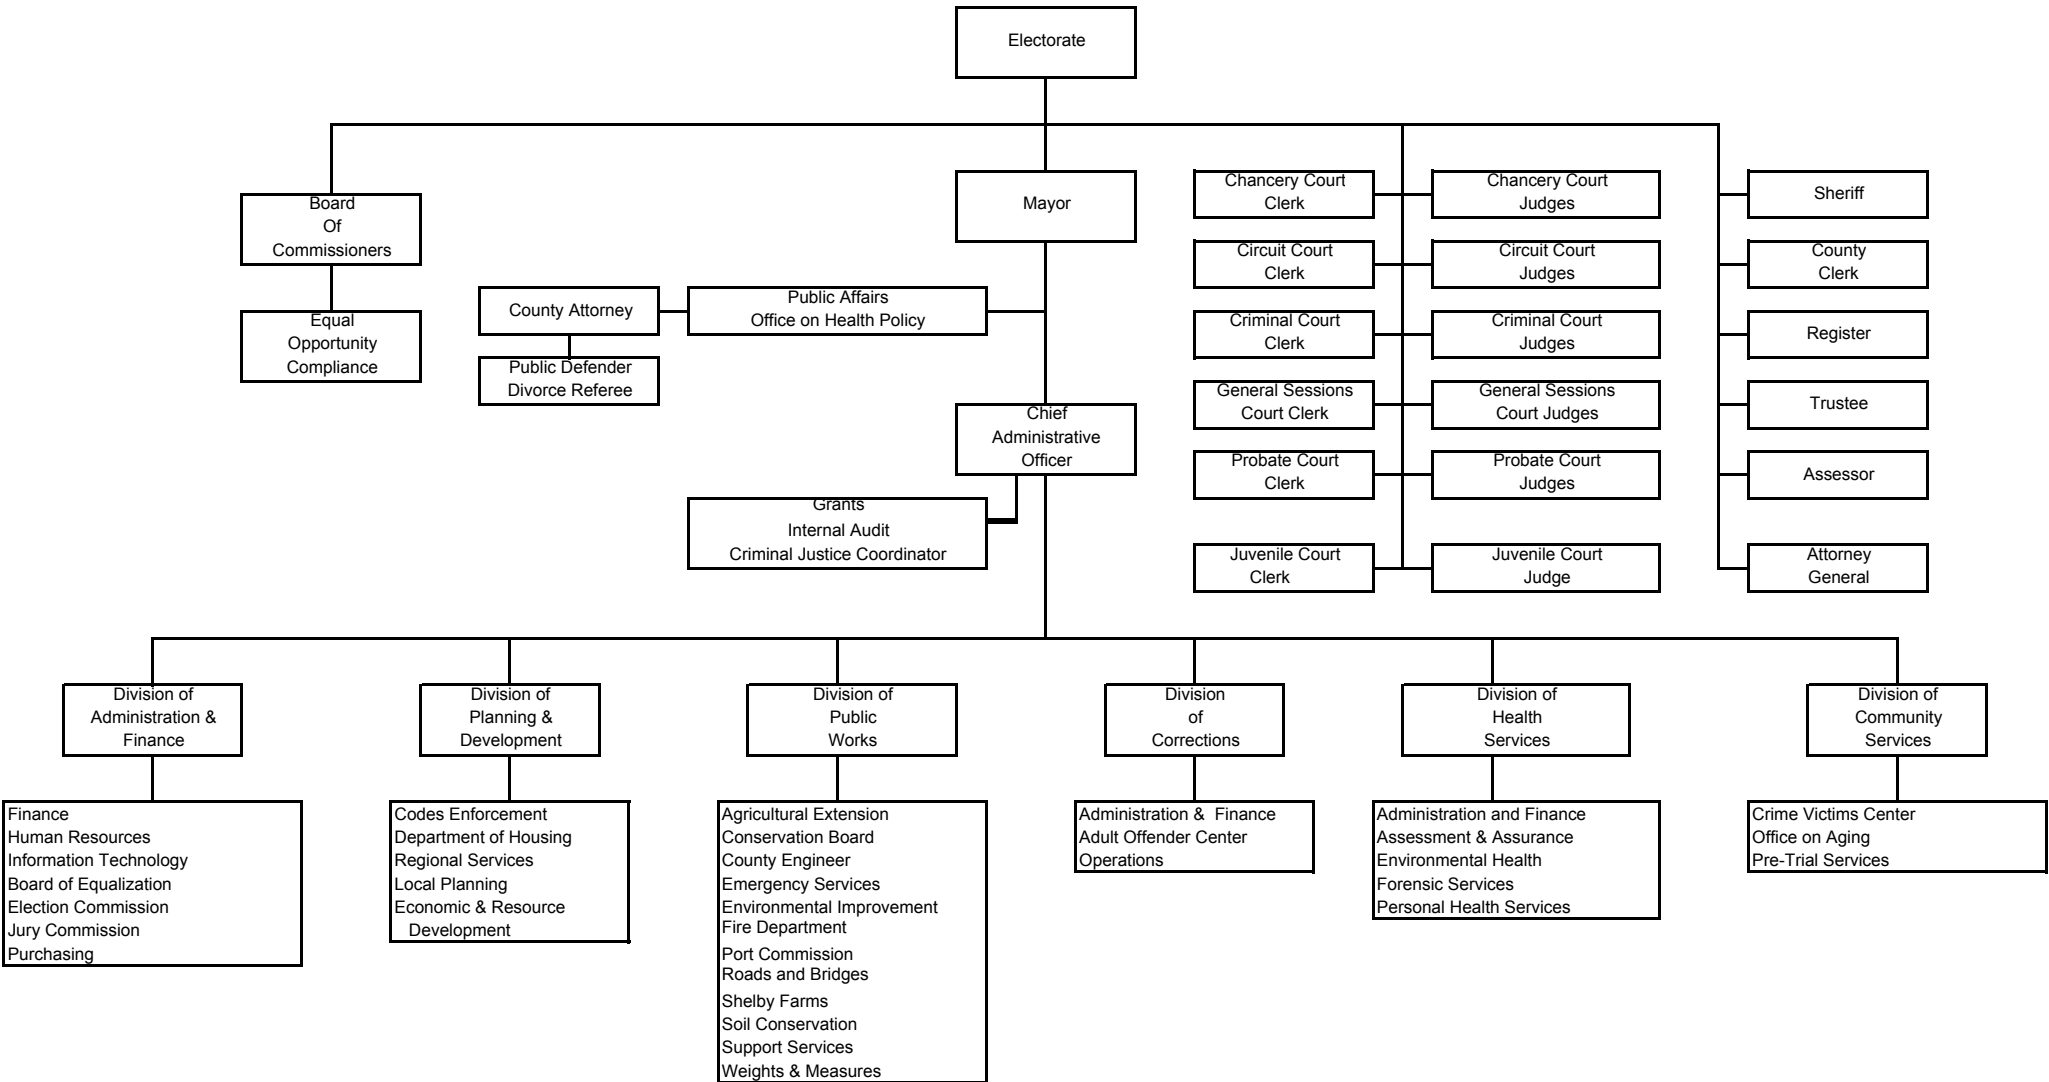 Electorate
Board
Of
Commissioners
Equal
Opportunity
Compliance
Mayor
County Attorney
Public Affairs
Office on Health Policy
Public Defender
Divorce Referee
Chief
Administrative
Officer
Grants
Internal Audit
Criminal Justice Coordinator
Chancery Court
Clerk
Chancery Court
Judges
Circuit Court
Clerk
Circuit Court
Judges
Criminal Court
Clerk
Criminal Court
Judges
General Sessions
Court Clerk
General Sessions
Court Judges
Probate Court
Clerk
Probate Court
Judges
Juvenile Court
Clerk
Juvenile Court
Judge
Sheriff
County
Clerk
Register
Trustee
Assessor
Attorney
General
Division of
Administration &
Finance
Finance
Human Resources
Information Technology
Board of Equalization
Election Commission
Jury Commission
Purchasing
Division of
Planning &
Development
Codes Enforcement
Department of Housing
Regional Services
Local Planning
Economic & Resource
Development
Division of
Public
Works
Agricultural Extension
Conservation Board
County Engineer
Emergency Services
Environmental Improvement
Fire Department
Port Commission
Roads and Bridges
Shelby Farms
Soil Conservation
Support Services
Weights & Measures
Division
of
Corrections
Administration &  Finance
Adult Offender Center
Operations
Division of
Health
Services
Administration and Finance
Assessment & Assurance
Environmental Health
Forensic Services
Personal Health Services
Division of
Community
Services
Crime Victims Center
Office on Aging
Pre-Trial Services